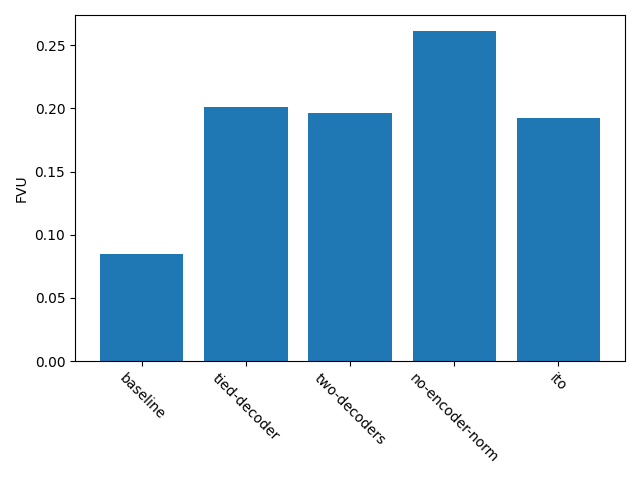 0.25
0.20
0.15
0.10
0.05
0.00
FVU
baseline
tied-decoder
two-decoders
no-encoder-norm
ito